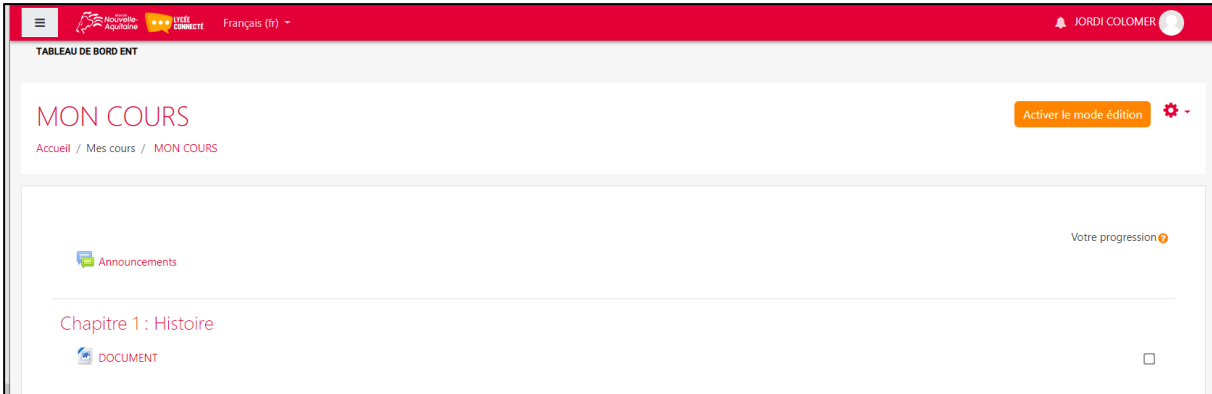 RÉGION
Nouvelle-
Aquitaine
LYCÉE
CONNECTÉ
Français (fr)
JORDI COLOMER
TABLEAU DE BORD ENT
MON COURS
Activer le mode édition
Accueil / Mes cours / MON COURS
Votre progression
Announcements
Chapitre 1 : Histoire
DOCUMENT